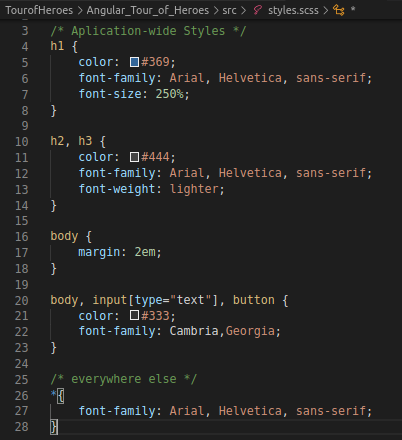 TourofHeroes > Angular_Tour_of_Heroes > src > styles.scss > *
3 /* Aplication-wide Styles */
4 h1 {
5 color: #369;
6 font-family: Arial, Helvetica, sans-serif;
7 font-size: 250%;
8 }
9
10 h2, h3 {
11 color: #444;
12 font-family: Arial, Helvetica, sans-serif;
13 font-weight: lighter;
14 }
15
16 body {
17 margin: 2em;
18 }
19
20 body, input[type="text"], button {
21 color: #333;
22 font-family: Cambria,Georgia;
23 }
24
25 /* everywhere else */
26 *{
27 font-family: Arial, Helvetica, sans-serif;
28 }